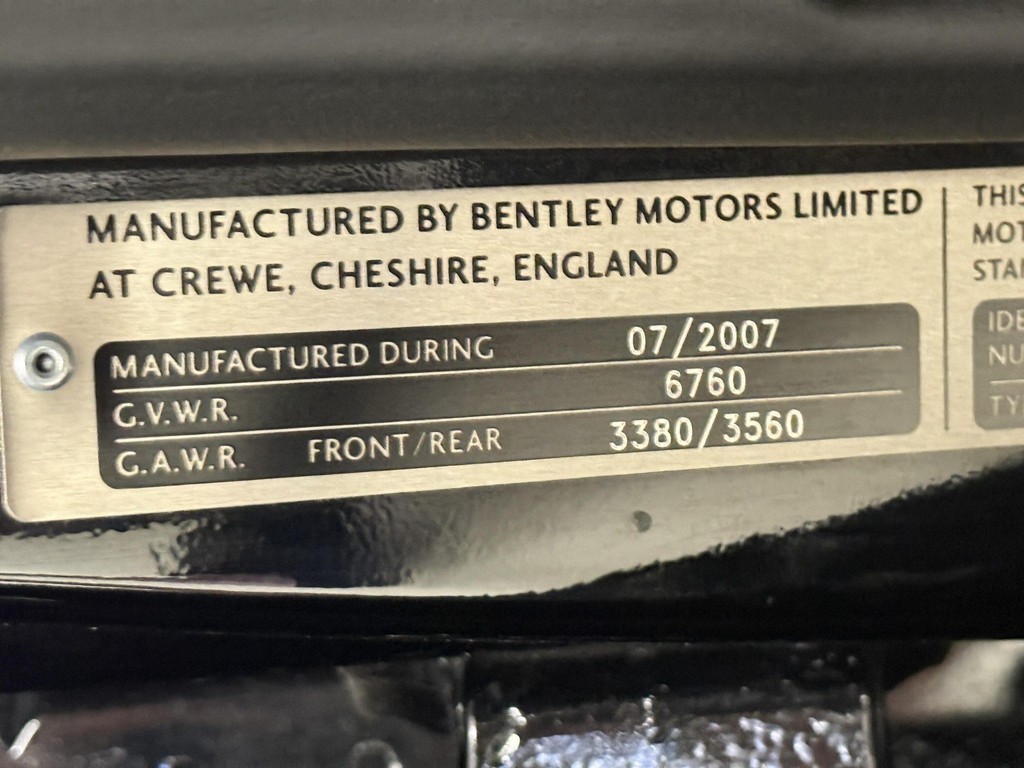 MANUFACTURED BY BENTLEY MOTORS LIMITED
AT CREWE, CHESHIRE, ENGLAND
MANUFACTURED DURING 07/2007
G.V.W.R. 6760
G.A.W.R. FRONT/REAR 3380/3560